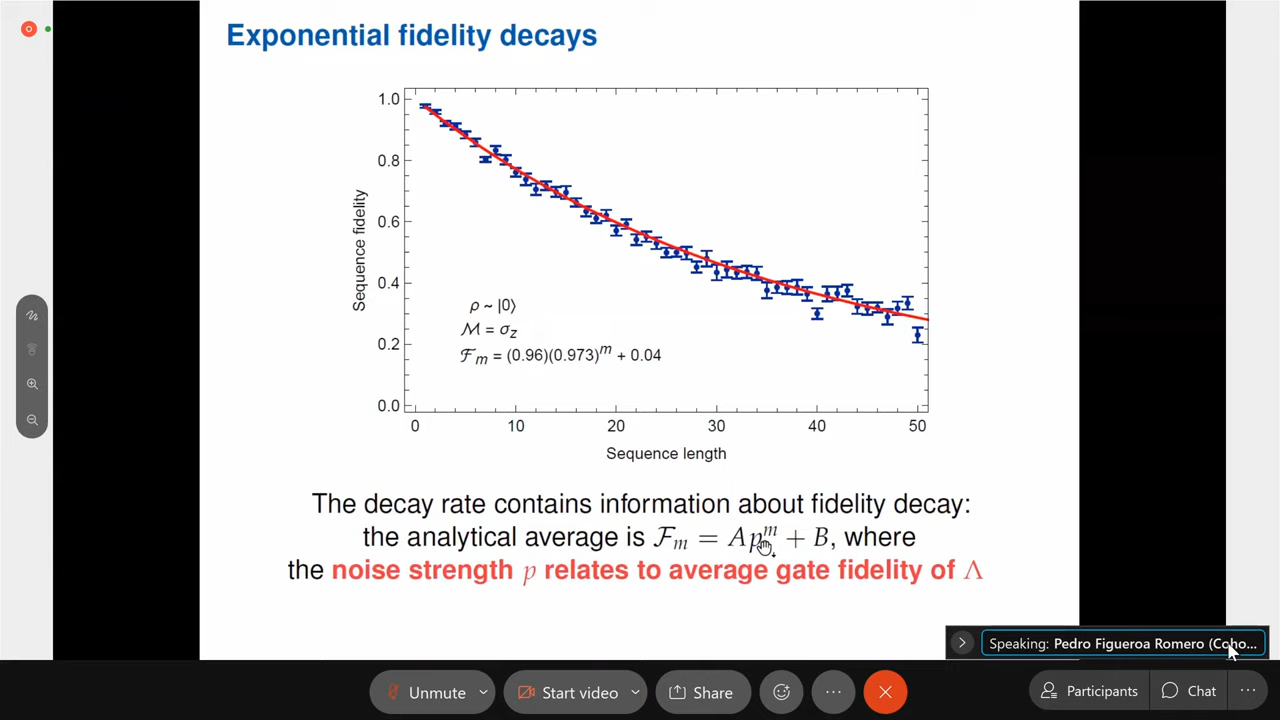 Exponential fidelity decays
1.0
0.8
0.6
0.4
0.2
0.0
Sequence fidelity
ρ ~ |0⟩
ℳ = σz
ℱm = (0.96)(0.973)^m + 0.04
0 10 20 30 40 50
Sequence length
The decay rate contains information about fidelity decay:
the analytical average is ℱm = Ap^m + B, where
the noise strength p relates to average gate fidelity of Λ
Speaking: Pedro Figueroa Romero (Coho...
Unmute Start video Share Participants Chat